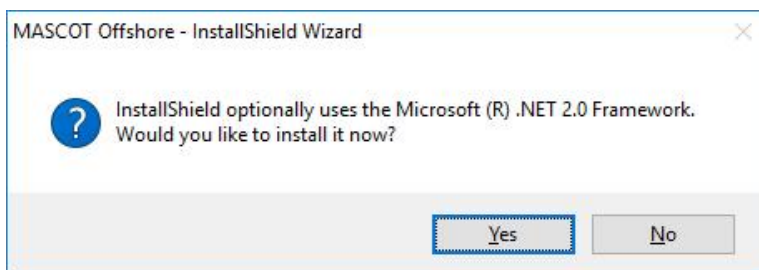 MASCOT Offshore - InstallShield Wizard
?
InstallShield optionally uses the Microsoft (R) .NET 2.0 Framework.
Would you like to install it now?
Yes
No